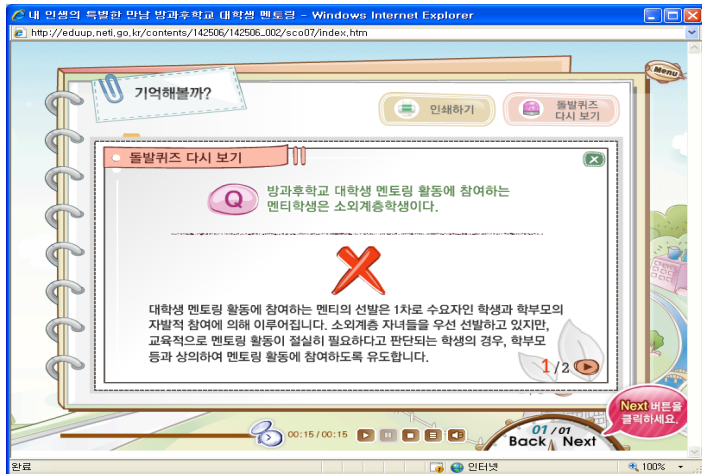 내 인생의 특별한 만남 방과후학교 대학생 멘토링 - Windows Internet Explorer
http://eduup.neti.go.kr/contents/142506/142506_002/sco07/index.htm
Menu
기억해볼까?
인쇄하기
돌발퀴즈
다시 보기
돌발퀴즈 다시 보기
Q
방과후학교 대학생 멘토링 활동에 참여하는
멘티학생은 소외계층학생이다.
대학생 멘토링 활동에 참여하는 멘티의 선발은 1차로 수요자인 학생과 학부모의
자발적 참여에 의해 이루어집니다. 소외계층 자녀들을 우선 선발하고 있지만,
교육적으로 멘토링 활동이 절실히 필요하다고 판단되는 학생의 경우, 학부모
등과 상의하여 멘토링 활동에 참여하도록 유도합니다.
1/2
Next 버튼을
클릭하세요.
00:15/00:15
01/01
Back Next
완료
인터넷
100%